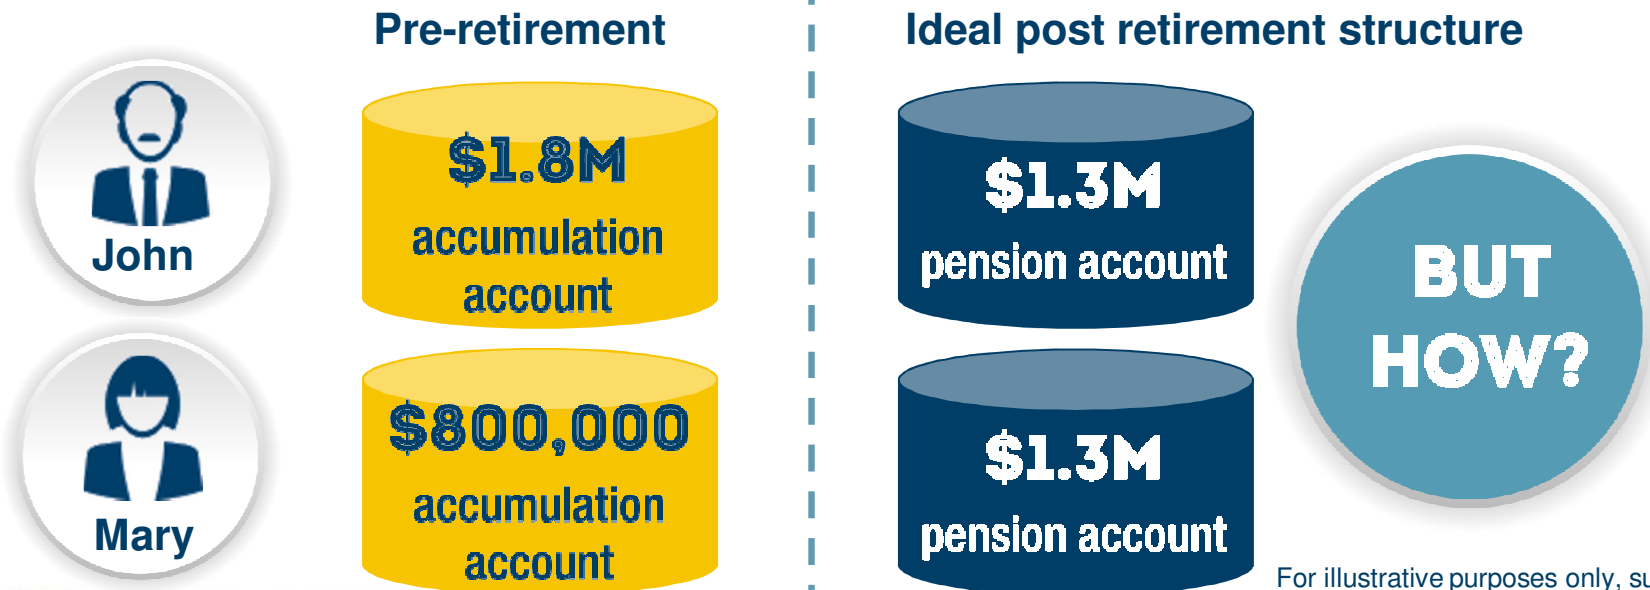 Pre-retirement
Ideal post retirement structure
John
$1.8M
accumulation
account
$1.3M
pension account
BUT
HOW?
Mary
$800,000
accumulation
account
$1.3M
pension account
For illustrative purposes only,